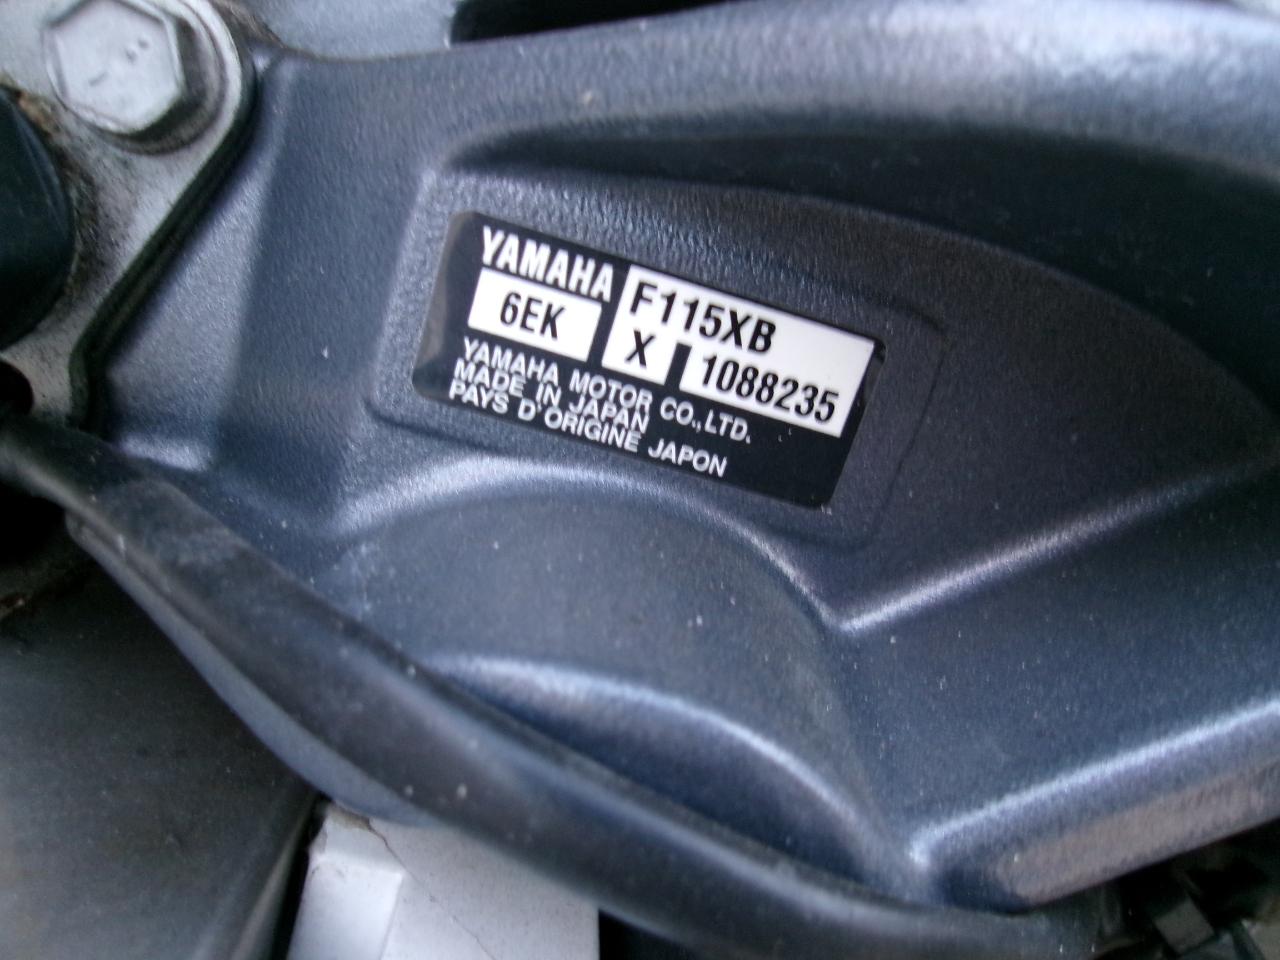 YAMAHA F115XB
6EK X 1088235
YAMAHA MOTOR CO.,LTD.
MADE IN JAPAN
PAYS D'ORIGINE JAPON